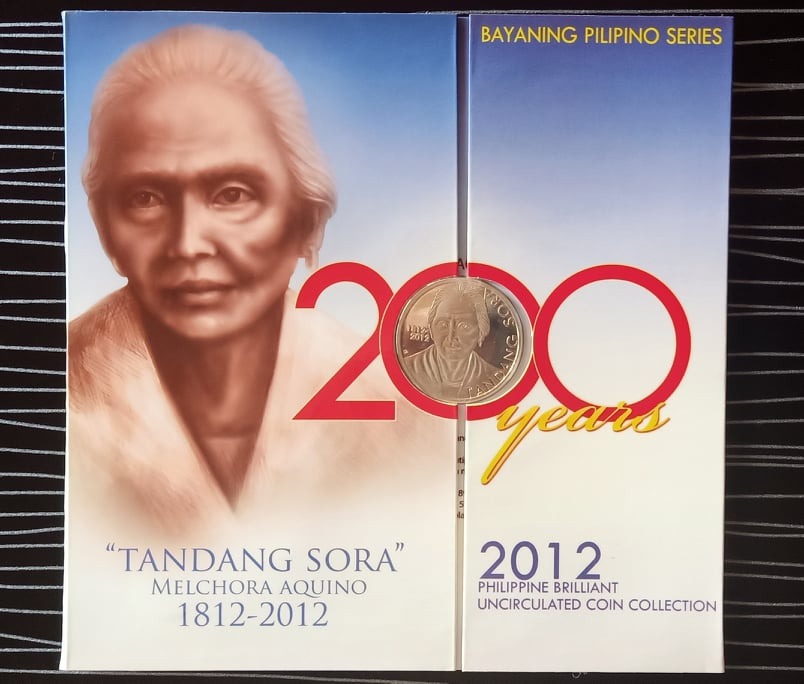 BAYANING PILIPINO SERIES
200
years
1812
2012
TANDANG SORA
"TANDANG SORA"
MELCHORA AQUINO
1812-2012
2012
PHILIPPINE BRILLIANT
UNCIRCULATED COIN COLLECTION